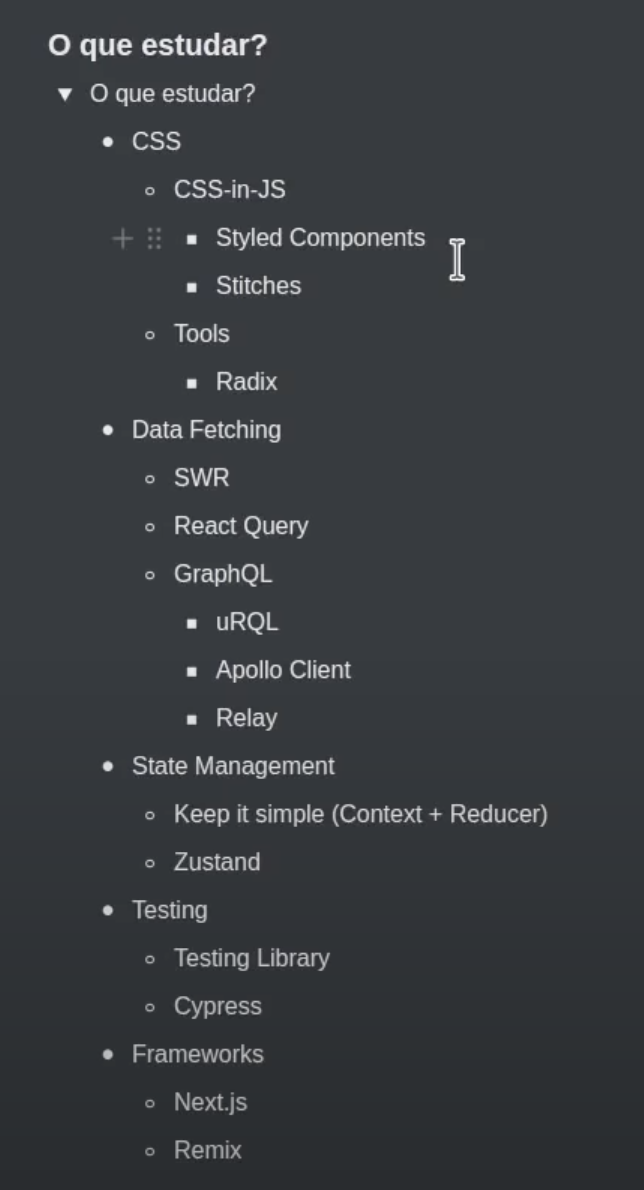 O que estudar?
O que estudar?
CSS
CSS-in-JS
Styled Components
Stitches
Tools
Radix
Data Fetching
SWR
React Query
GraphQL
uRQL
Apollo Client
Relay
State Management
Keep it simple (Context + Reducer)
Zustand
Testing
Testing Library
Cypress
Frameworks
Next.js
Remix